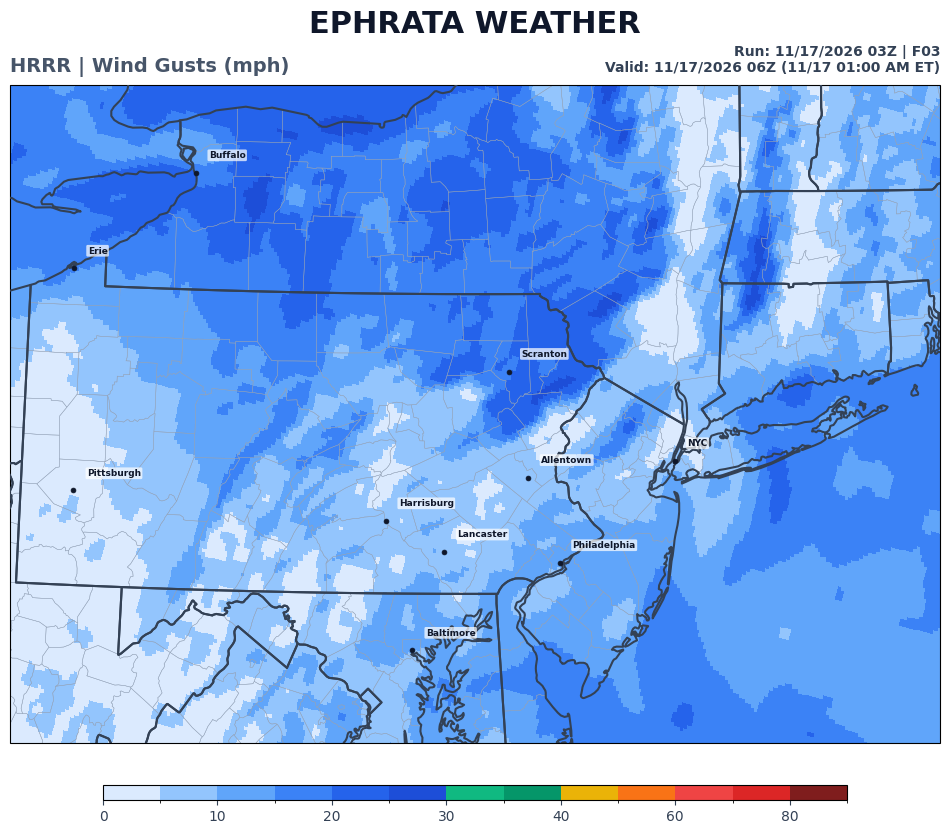 EPHRATA WEATHER
HRRR | Wind Gusts (mph)
Run: 11/17/2026 03Z | F03
Valid: 11/17/2026 06Z (11/17 01:00 AM ET)
Buffalo
Erie
Scranton
NYC
Allentown
Pittsburgh
Harrisburg
Lancaster
Philadelphia
Baltimore
0 10 20 30 40 50 60 70 80